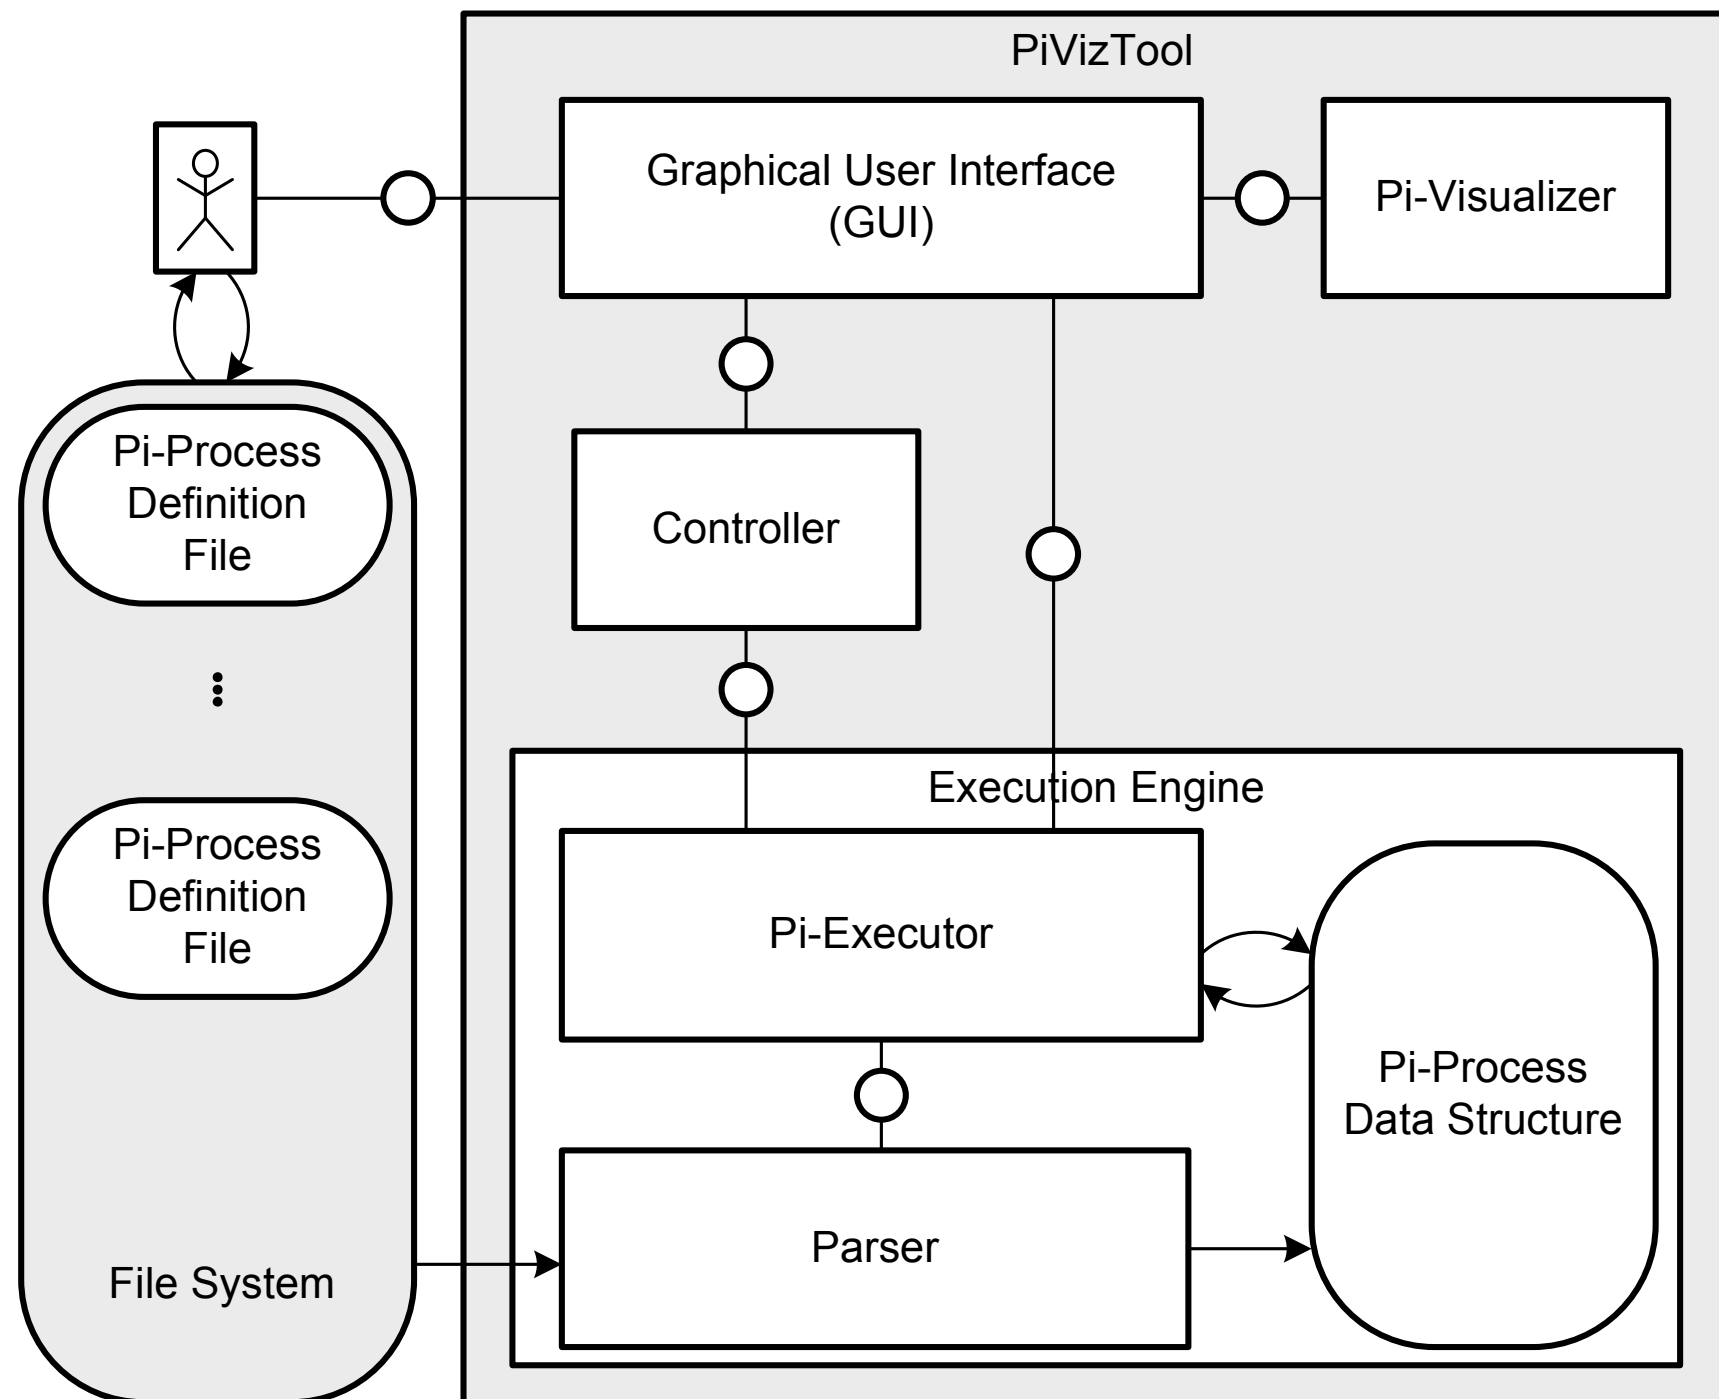 PiVizTool
Graphical User Interface
(GUI)
Pi-Visualizer
Pi-Process
Definition
File
Controller
Execution Engine
Pi-Process
Definition
File
Pi-Executor
Pi-Process
Data Structure
Parser
File System